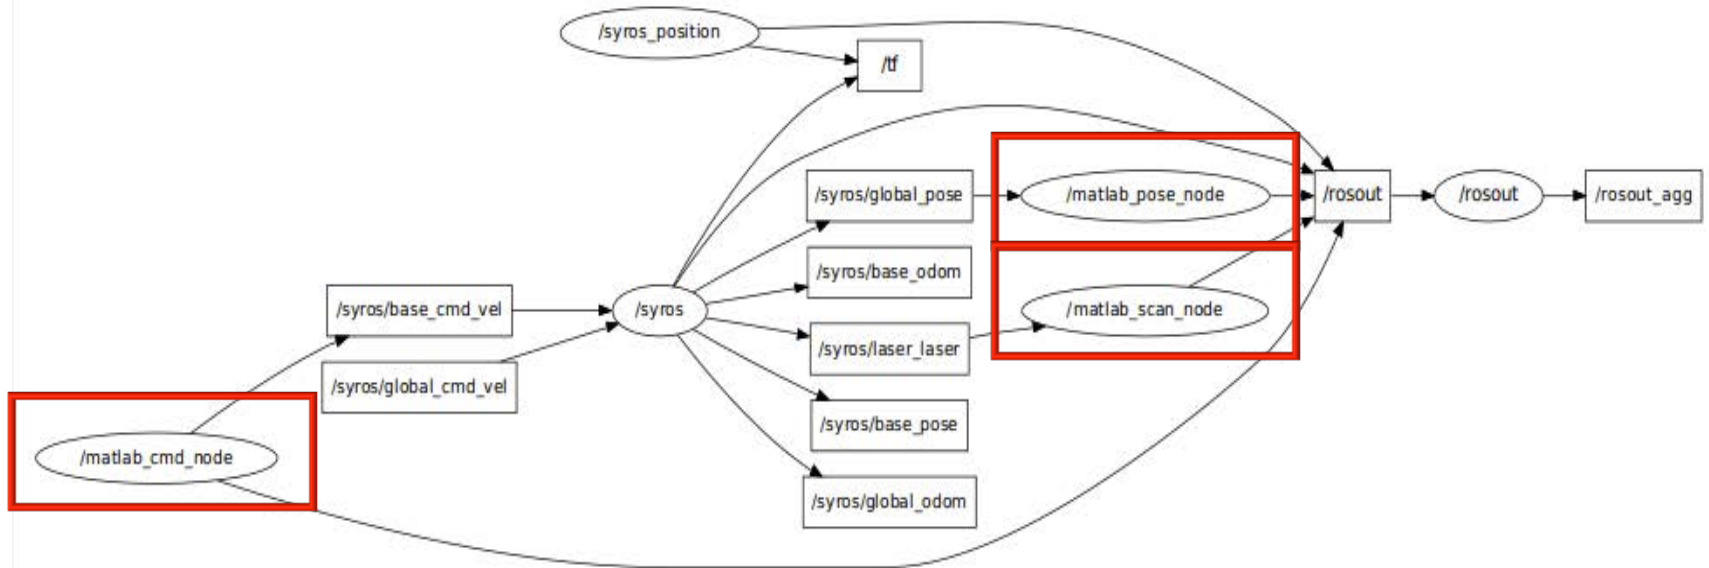 /syros_position
/tf
/syros/global_pose
/matlab_pose_node
/rosout
/rosout
/rosout_agg
/syros/base_odom
/syros/base_cmd_vel
/syros
/matlab_scan_node
/syros/laser_laser
/syros/global_cmd_vel
/syros/base_pose
/matlab_cmd_node
/syros/global_odom